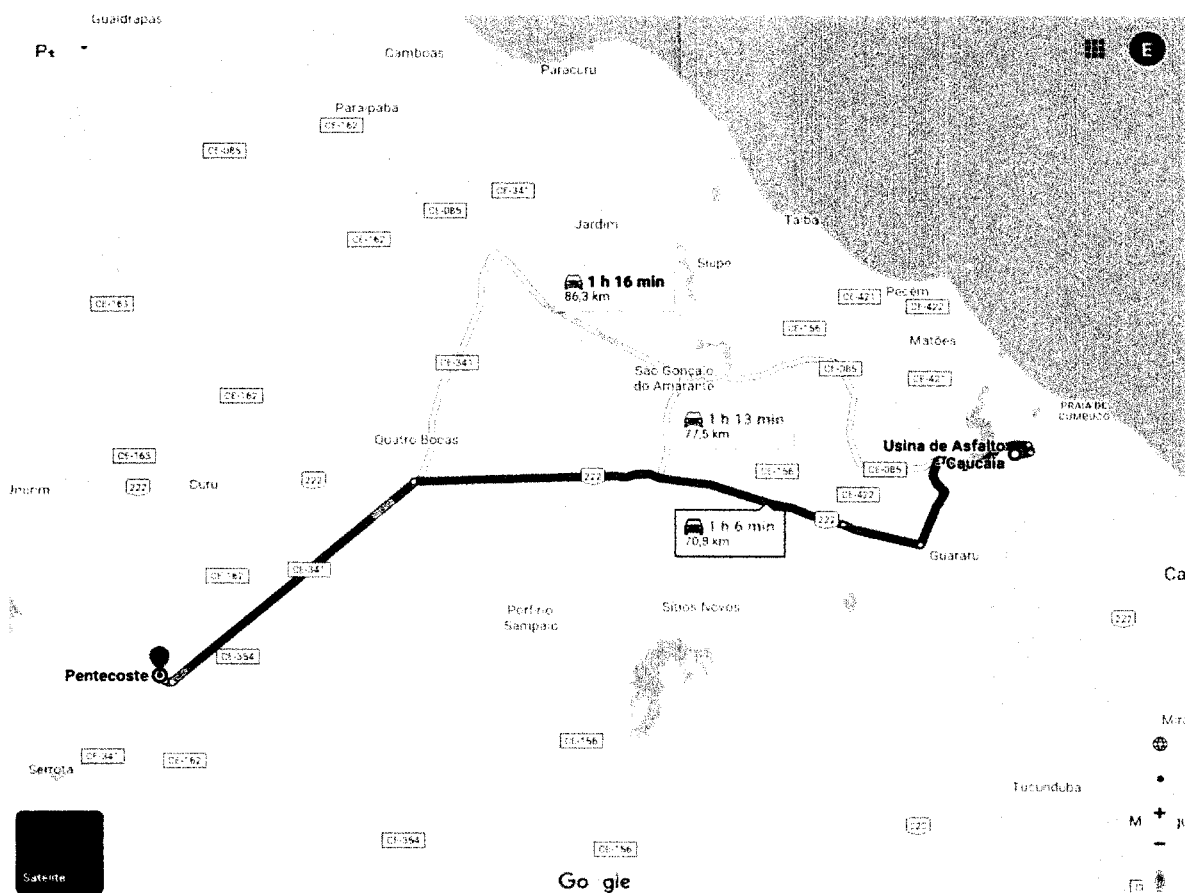 Guaidrapas
Camboas
E
Paracuru
Paraipaba
CE-162
CE-085
CE-341
CE-085
Jardim
Taíba
CE-162
Siupé
1 h 16 min
86,3 km
CE-163
CE-421
Pecém
CE-422
CE-156
Matões
CE-341
São Gonçalo
do Amarante
CE-085
CE-421
CE-162
PRAIA DE
CUMBUCO
1 h 13 min
77,5 km
Quatro Bocas
Usina de Asfalto
Caucaia
CE-163
CE-156
CE-085
222
Curu
222
222
CE-422
1 h 6 min
70,9 km
222
Guararu
CE-162
CE-341
Ca
Porfírio
Sampaio
Sítios Novos
222
CE-354
Pentecoste
CE-156
CE-341
CE-162
Serrota
Tucunduba
CE-354
CE-156
Satélite
Go gle